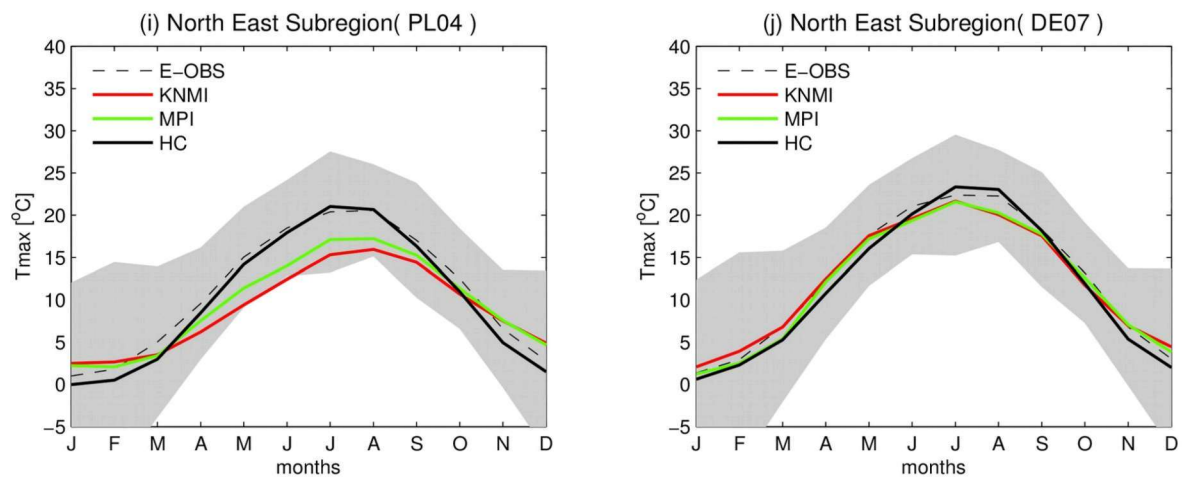 (i) North East Subregion( PL04 )
40
35
30
25
20
15
10
5
0
−5
Tmax [°C]
E−OBS
KNMI
MPI
HC
J F M A M J J A S O N D
months
(j) North East Subregion( DE07 )
40
35
30
25
20
15
10
5
0
−5
Tmax [°C]
E−OBS
KNMI
MPI
HC
J F M A M J J A S O N D
months